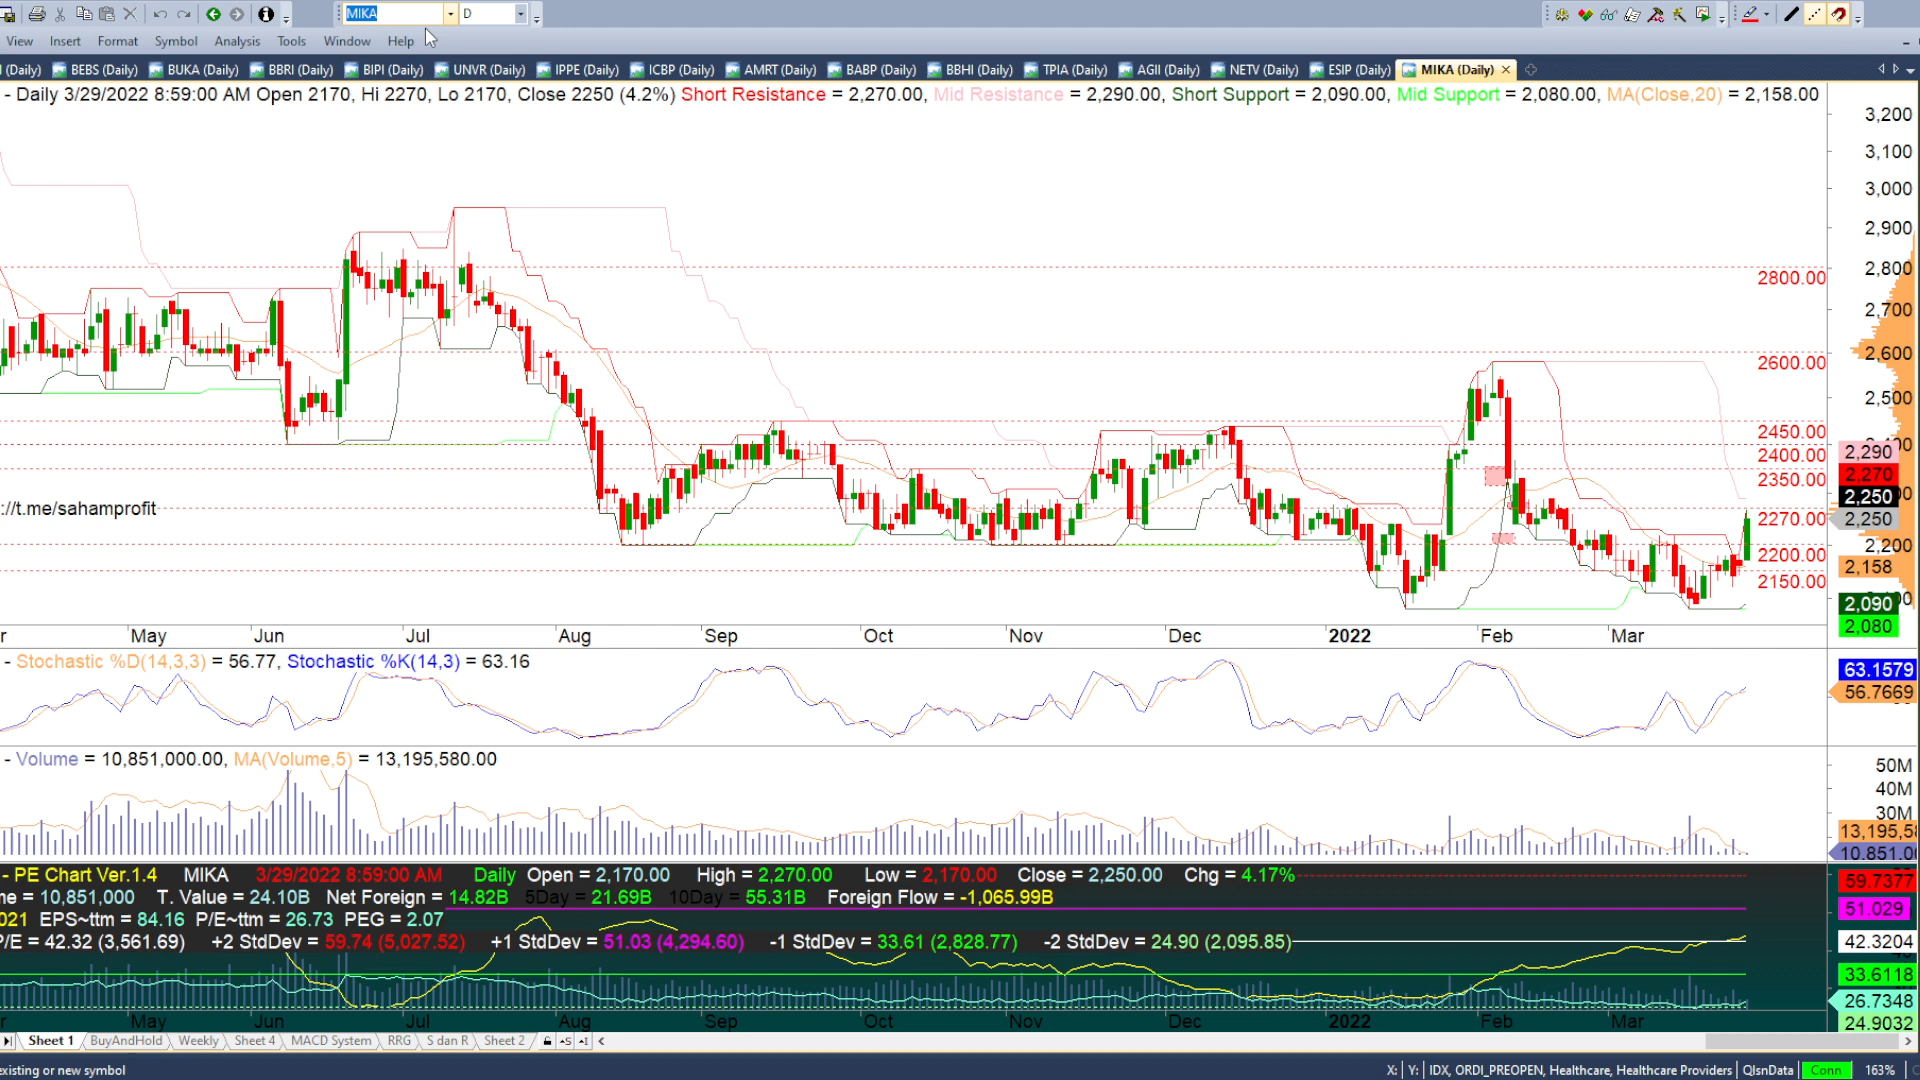 MIKA D
View Insert Format Symbol Analysis Tools Window Help
(Daily) BEBS (Daily) BUKA (Daily) BBRI (Daily) BIPI (Daily) UNVR (Daily) IPPE (Daily) ICBP (Daily) AMRT (Daily) BABP (Daily) BBHI (Daily) TPIA (Daily) AGII (Daily) NETV (Daily) ESIP (Daily) MIKA (Daily)
- Daily 3/29/2022 8:59:00 AM Open 2170, Hi 2270, Lo 2170, Close 2250 (4.2%) Short Resistance = 2,270.00, Mid Resistance = 2,290.00, Short Support = 2,090.00, Mid Support = 2,080.00, MA(Close,20) = 2,158.00
3,200
3,100
3,000
2,900
2,800
2800.00
2,700
2,600
2600.00
2,500
2450.00
2400.00
2,290
2350.00
2,270
2,250
://t.me/sahamprofit
2270.00
2,250
2,200
2200.00
2,158
2150.00
2,090
2,080
May Jun Jul Aug Sep Oct Nov Dec 2022 Feb Mar
- Stochastic %D(14,3,3) = 56.77, Stochastic %K(14,3) = 63.16
63.1579
56.7669
- Volume = 10,851,000.00, MA(Volume,5) = 13,195,580.00
50M
40M
30M
13,195,58
10,851,00
- PE Chart Ver.1.4 MIKA 3/29/2022 8:59:00 AM Daily Open = 2,170.00 High = 2,270.00 Low = 2,170.00 Close = 2,250.00 Chg = 4.17%
59.7377
me = 10,851,000 T. Value = 24.10B Net Foreign = 14.82B 5Day = 21.69B 10Day = 55.31B Foreign Flow = -1,065.99B
51.029
021 EPS~ttm = 84.16 P/E~ttm = 26.73 PEG = 2.07
P/E = 42.32 (3,561.69) +2 StdDev = 59.74 (5,027.52) +1 StdDev = 51.03 (4,294.60) -1 StdDev = 33.61 (2,828.77) -2 StdDev = 24.90 (2,095.85)
42.3204
33.6118
26.7348
24.9032
May Jun Jul Aug Sep Oct Nov Dec 2022 Feb Mar
Sheet 1 BuyAndHold Weekly Sheet 4 MACD System RRG S dan R Sheet 2
existing or new symbol
X: Y: IDX, ORDI_PREOPEN, Healthcare, Healthcare Providers QlsnData Conn 163%